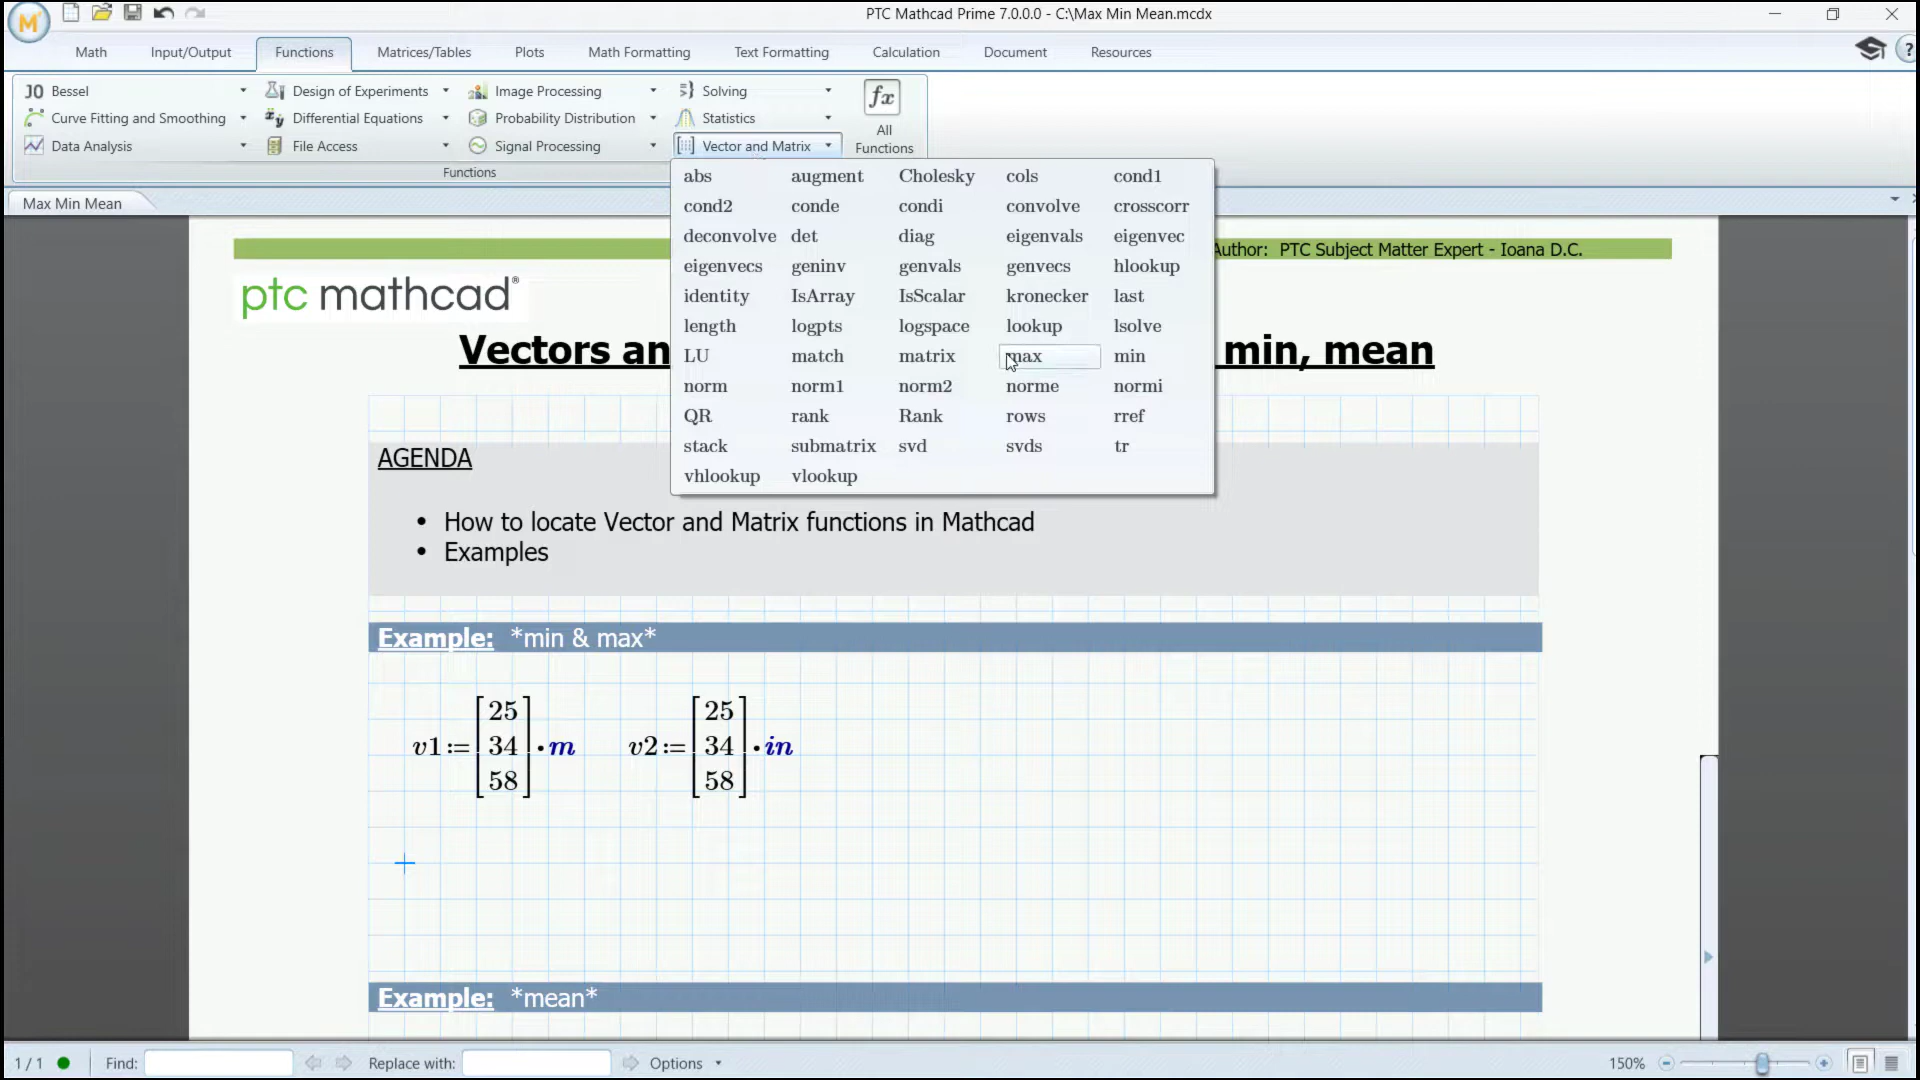 PTC Mathcad Prime 7.0.0.0 - C:\Max Min Mean.mcdx
Math Input/Output Functions Matrices/Tables Plots Math Formatting Text Formatting Calculation Document Resources
Bessel Design of Experiments Image Processing Solving
Curve Fitting and Smoothing Differential Equations Probability Distribution Statistics
Data Analysis File Access Signal Processing Vector and Matrix
fx
All
Functions
Functions
Max Min Mean
abs augment Cholesky cols cond1
cond2 conde condi convolve crosscorr
deconvolve det diag eigenvals eigenvec
eigenvecs geninv genvals genvecs hlookup
identity IsArray IsScalar kronecker last
length logpts logspace lookup lsolve
LU match matrix max min
norm norm1 norm2 norme normi
QR rank Rank rows rref
stack submatrix svd svds tr
vhlookup vlookup
Author: PTC Subject Matter Expert - Ioana D.C.
ptc mathcad®
Vectors an min, mean
AGENDA
• How to locate Vector and Matrix functions in Mathcad
• Examples
Example: *min & max*
v1:=[25 34 58]·m v2:=[25 34 58]·in
Example: *mean*
1 / 1 Find: Replace with: Options 150%